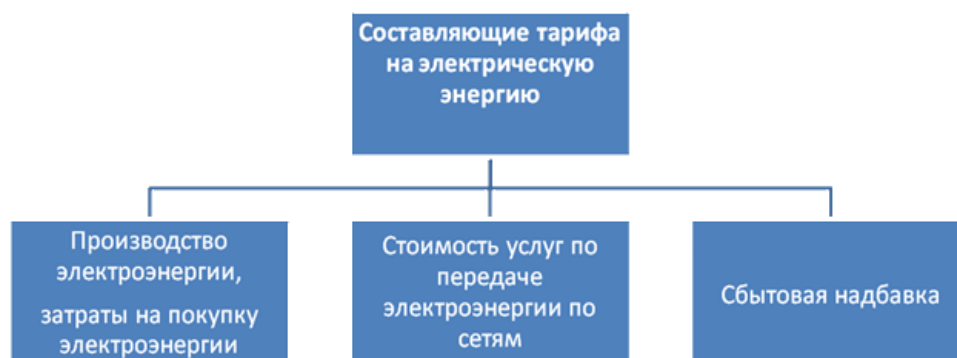 Составляющие тарифа
на электрическую
энергию
Производство
электроэнергии,
затраты на покупку
электроэнергии
Стоимость услуг по
передаче
электроэнергии по
сетям
Сбытовая надбавка